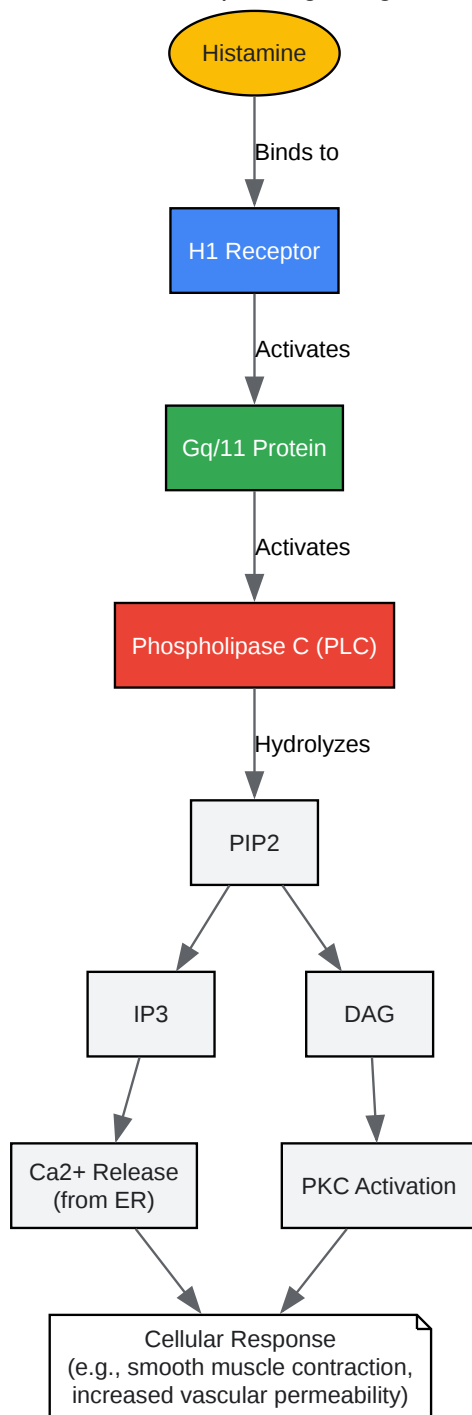 Histamine
Binds to
H1 Receptor
Activates
Gq/11 Protein
Activates
Phospholipase C (PLC)
Hydrolyzes
PIP2
IP3
DAG
Ca2+ Release
(from ER)
PKC Activation
Cellular Response
(e.g., smooth muscle contraction,
increased vascular permeability)